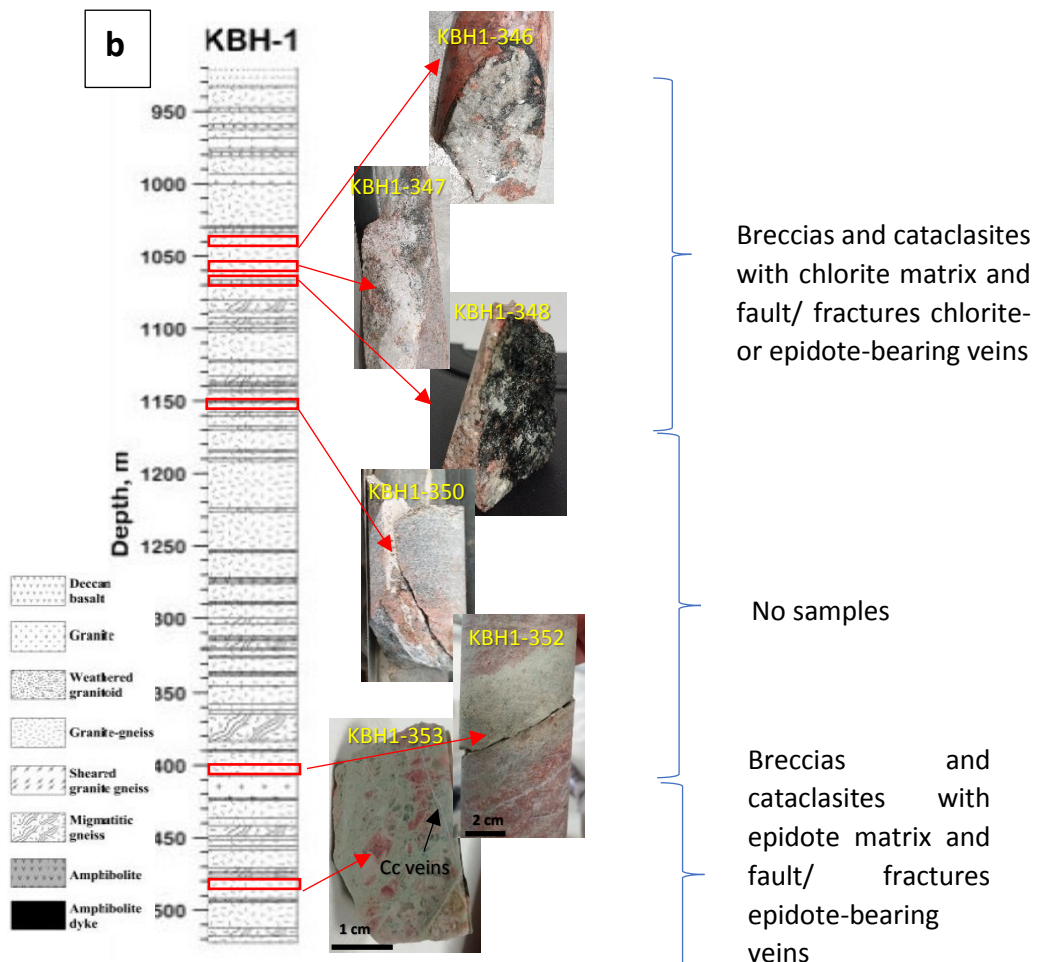 b
KBH-1
950
1000
1050
1100
1150
1200
1250
300
350
400
450
500
Depth, m
KBH1-346
KBH1-347
KBH1-348
KBH1-350
KBH1-352
2 cm
KBH1-353
Cc veins
1 cm
Breccias and cataclasites
with chlorite matrix and
fault/ fractures chlorite-
or epidote-bearing veins
No samples
Breccias and
cataclasites with
epidote matrix and
fault/ fractures
epidote-bearing
veins
Deccan
basalt
Granite
Weathered
granitoid
Granite-gneiss
Sheared
granite gneiss
Migmatitic
gneiss
Amphibolite
Amphibolite
dyke